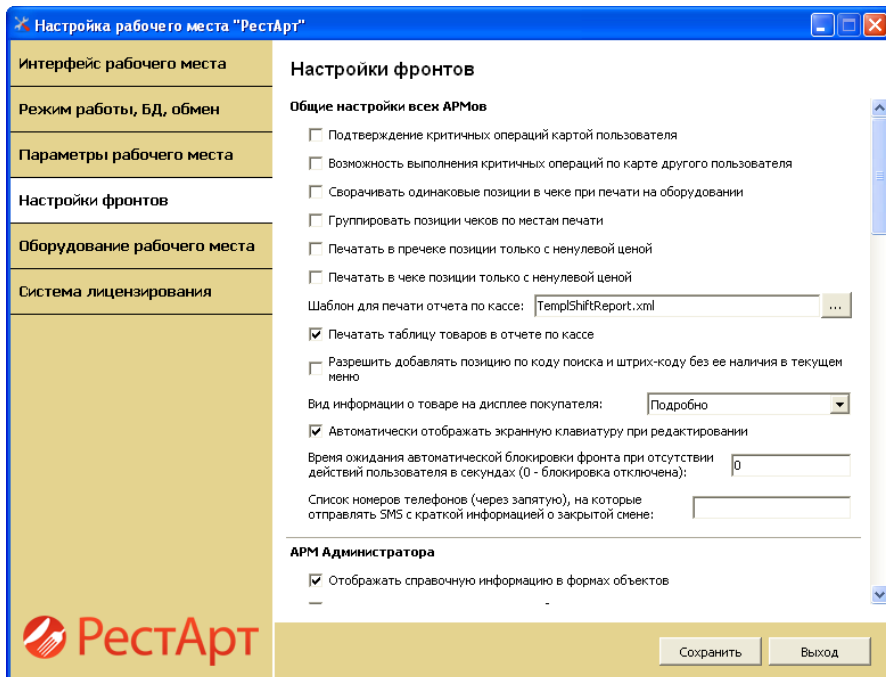 Настройка рабочего места "РестАрт"
Интерфейс рабочего места
Режим работы, БД, обмен
Параметры рабочего места
Настройки фронтов
Оборудование рабочего места
Система лицензирования
Настройки фронтов
Общие настройки всех АРМов
Подтверждение критичных операций картой пользователя
Возможность выполнения критичных операций по карте другого пользователя
Сворачивать одинаковые позиции в чеке при печати на оборудовании
Группировать позиции чеков по местам печати
Печатать в пречеке позиции только с ненулевой ценой
Печатать в чеке позиции только с ненулевой ценой
Шаблон для печати отчета по кассе: TemplShiftReport.xml ...
Печатать таблицу товаров в отчете по кассе
Разрешить добавлять позицию по коду поиска и штрих-коду без ее наличия в текущем
меню
Вид информации о товаре на дисплее покупателя: Подробно
Автоматически отображать экранную клавиатуру при редактировании
Время ожидания автоматической блокировки фронта при отсутствии
действий пользователя в секундах (0 - блокировка отключена): 0
Список номеров телефонов (через запятую), на которые
отправлять SMS с краткой информацией о закрытой смене:
АРМ Администратора
Отображать справочную информацию в формах объектов
РестАрт
Сохранить Выход